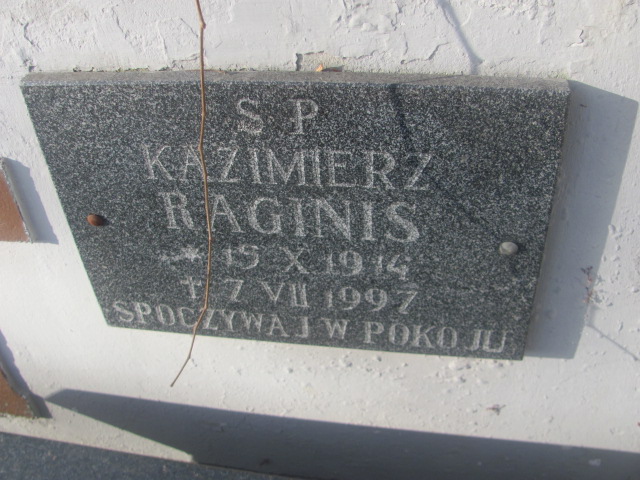 S P
KAZIMIERZ
RAGINIS
* 15 X 1914
† 7 VII 1997
SPOCZYWAJ W POKOJU